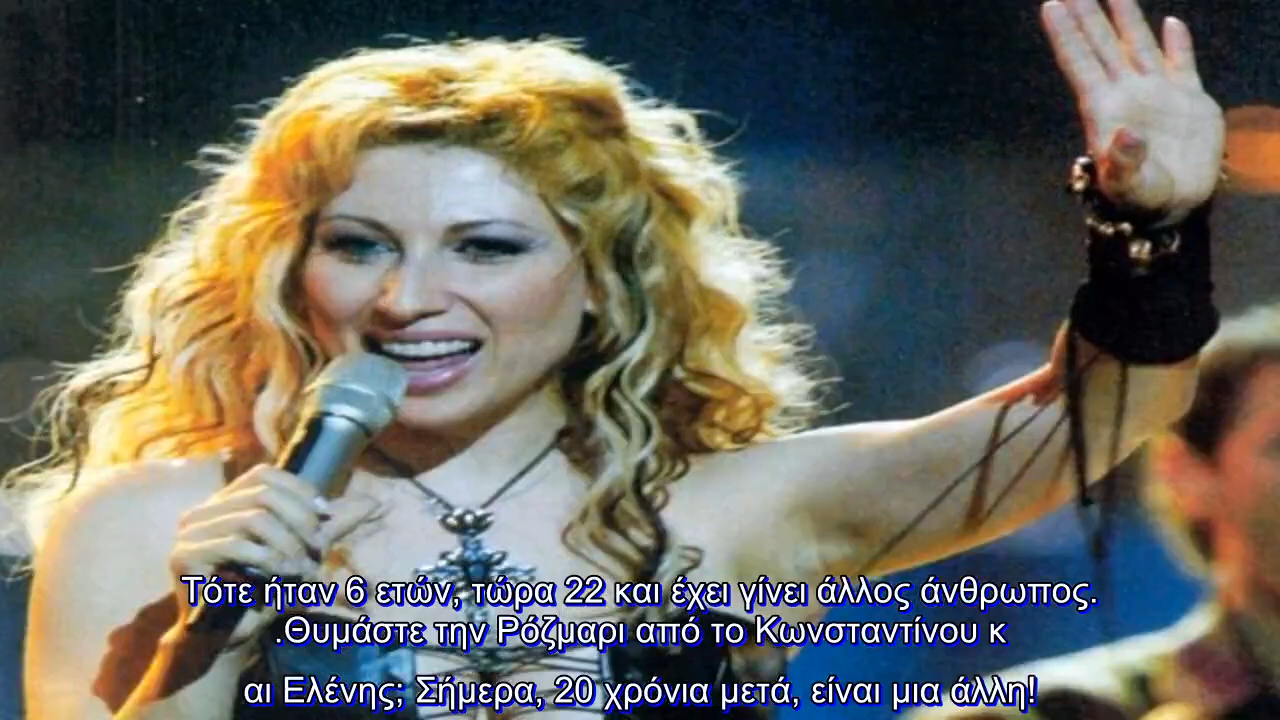 Τότε ήταν 6 ετών, τώρα 22 και έχει γίνει άλλος άνθρωπος.
.Θυμάστε την Ρόζμαρι από το Κωνσταντίνου κ
αι Ελένης; Σήμερα, 20 χρόνια μετά, είναι μια άλλη!